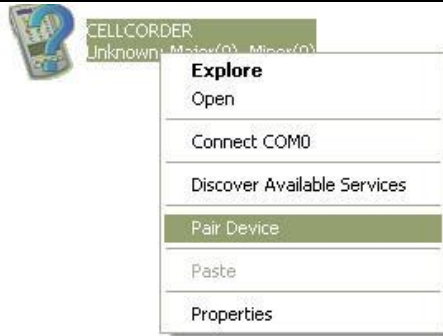 CELLCORDER
Unknown: Major(0), Minor(0)
Explore
Open
Connect COM0
Discover Available Services
Pair Device
Paste
Properties